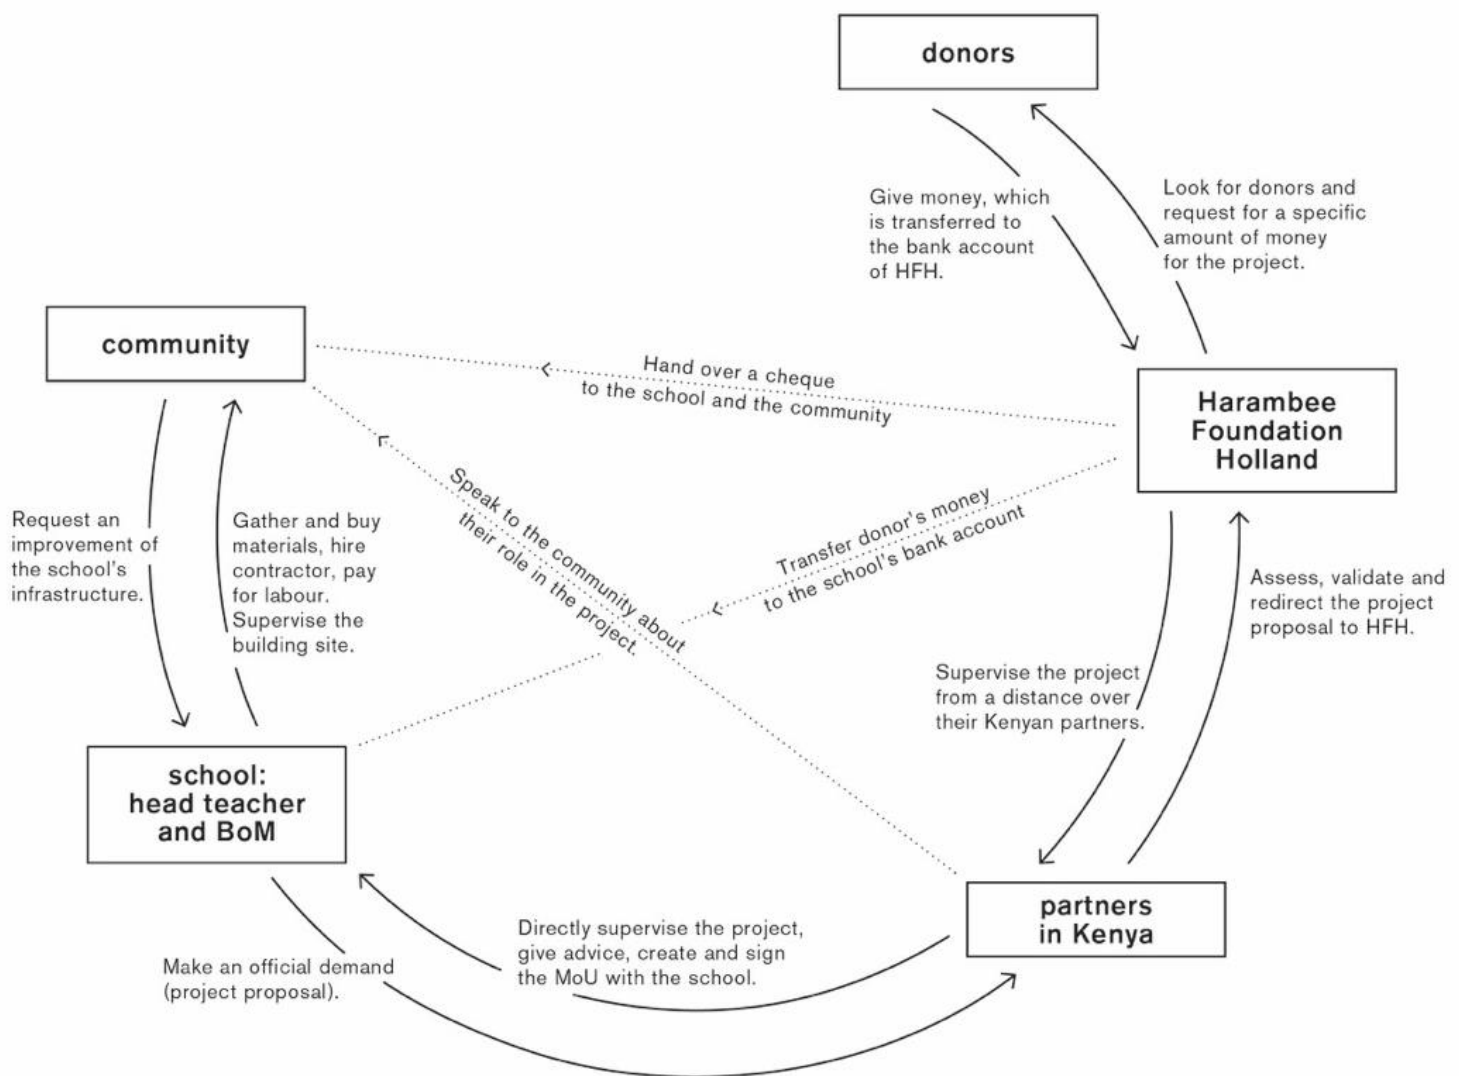 donors
Give money, which
is transferred to
the bank account
of HFH.
Look for donors and
request for a specific
amount of money
for the project.
community
Hand over a cheque
to the school and the community
Harambee
Foundation
Holland
Speak to the community about
their role in the project.
Transfer donor's money
to the school's bank account
Request an
improvement of
the school's
infrastructure.
Gather and buy
materials, hire
contractor, pay
for labour.
Supervise the
building site.
Assess, validate and
redirect the project
proposal to HFH.
Supervise the project
from a distance over
their Kenyan partners.
school:
head teacher
and BoM
partners
in Kenya
Directly supervise the project,
give advice, create and sign
the MoU with the school.
Make an official demand
(project proposal).